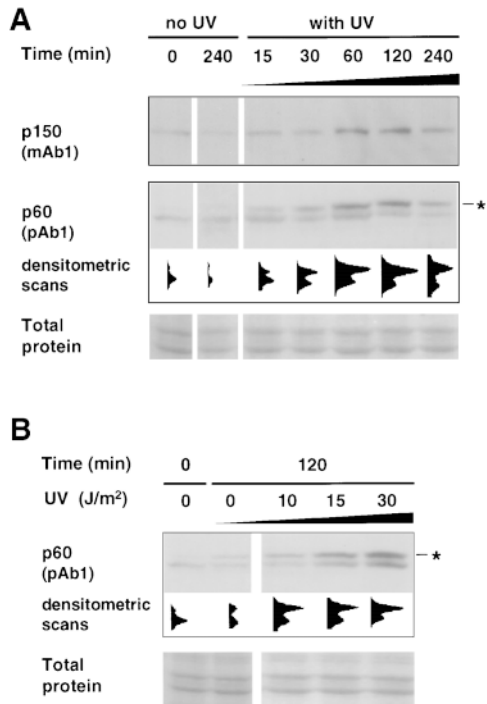 A
no UV with UV
Time (min) 0 240 15 30 60 120 240
p150
(mAb1)
p60
(pAb1)
*
densitometric
scans
Total
protein
B
Time (min) 0 120
UV (J/m²) 0 0 10 15 30
p60
(pAb1)
*
densitometric
scans
Total
protein